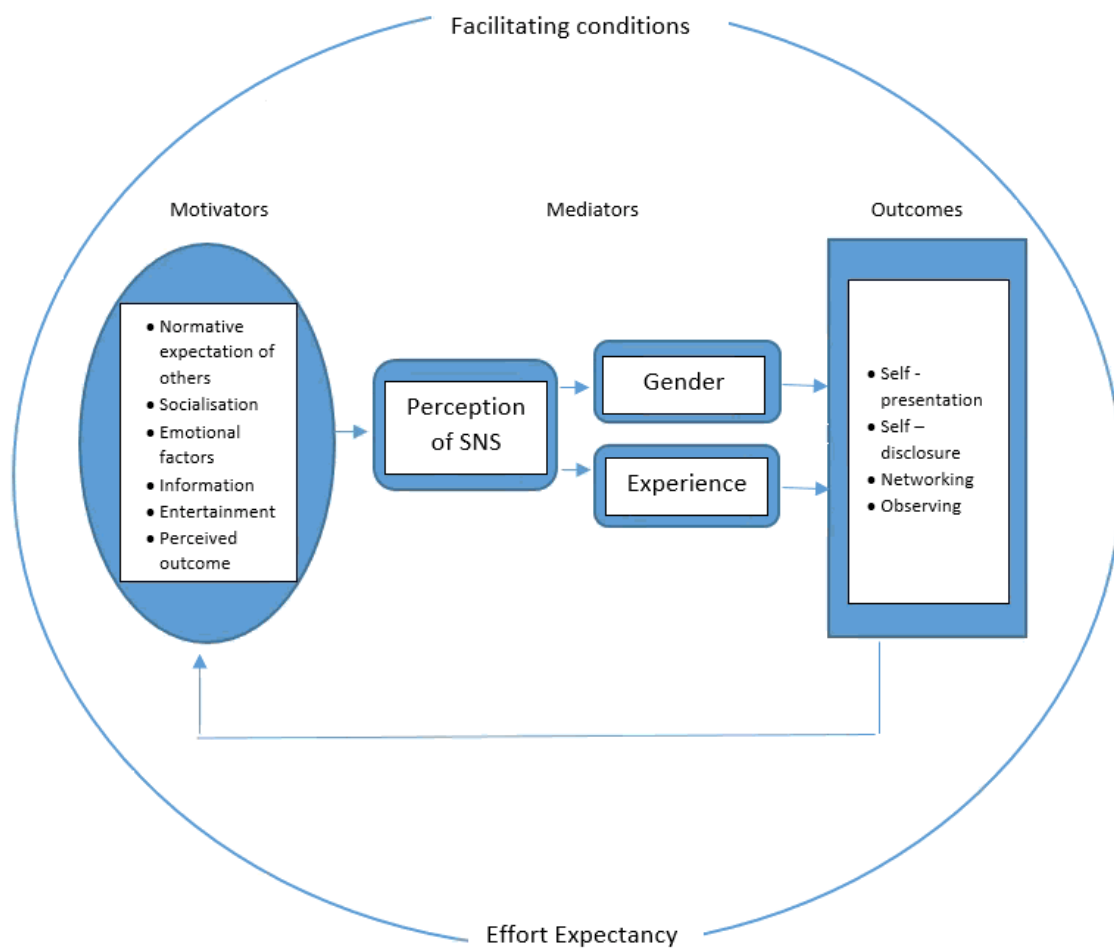 Facilitating conditions
Motivators
Mediators
Outcomes
● Normative
expectation of
others
● Socialisation
● Emotional
factors
● Information
● Entertainment
● Perceived
outcome
Perception
of SNS
Gender
Experience
● Self -
presentation
● Self –
disclosure
● Networking
● Observing
Effort Expectancy